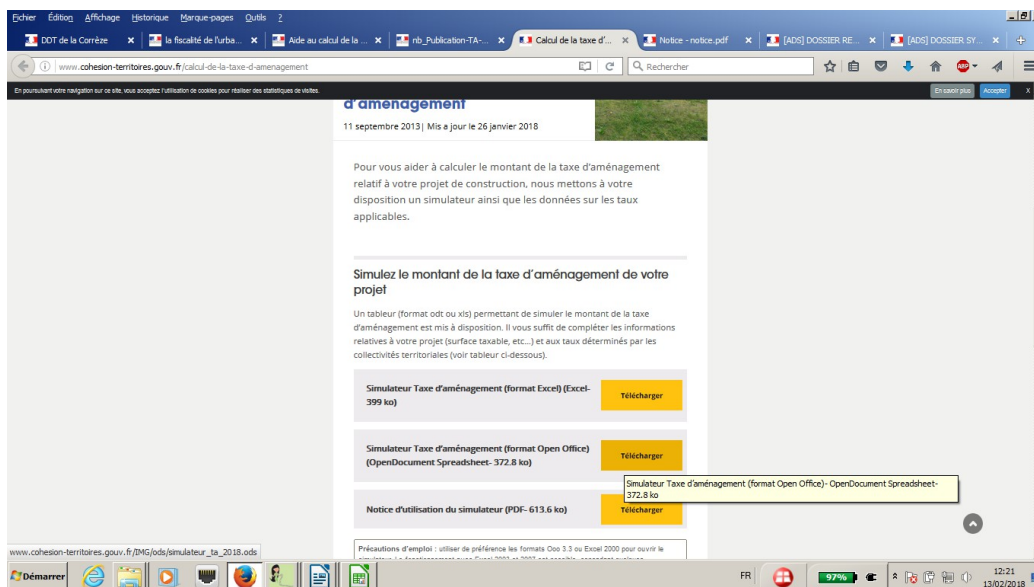 Fichier Édition Affichage Historique Marque-pages Outils ?
DDT de la Corrèze x la fiscalité de l'urba... x Aide au calcul de la ... x nb_Publication-TA-... x Calcul de la taxe d'... x Notice - notice.pdf x [ADS] DOSSIER RE... x [ADS] DOSSIER SY... x +
www.cohesion-territoires.gouv.fr/calcul-de-la-taxe-d-amenagement Rechercher ABP
En poursuivant votre navigation sur ce site, vous acceptez l'utilisation de cookies pour réaliser des statistiques de visites. En savoir plus Accepter X
d'aménagement
11 septembre 2013| Mis a jour le 26 janvier 2018
Pour vous aider à calculer le montant de la taxe d'aménagement
relatif à votre projet de construction, nous mettons à votre
disposition un simulateur ainsi que les données sur les taux
applicables.
Simulez le montant de la taxe d'aménagement de votre
projet
Un tableur (format odt ou xls) permettant de simuler le montant de la taxe
d'aménagement est mis à disposition. Il vous suffit de compléter les informations
relatives à votre projet (surface taxable, etc...) et aux taux déterminés par les
collectivités territoriales (voir tableur ci-dessous).
Simulateur Taxe d'aménagement (format Excel) (Excel-
399 ko)
Télécharger
Simulateur Taxe d'aménagement (format Open Office)
(OpenDocument Spreadsheet- 372.8 ko)
Télécharger
Simulateur Taxe d'aménagement (format Open Office)- OpenDocument Spreadsheet-
372.8 ko
Notice d'utilisation du simulateur (PDF- 613.6 ko)
Télécharger
Précautions d'emploi : utiliser de préférence les formats Ooo 3.3 ou Excel 2000 pour ouvrir le
www.cohesion-territoires.gouv.fr/IMG/ods/simulateur_ta_2018.ods
Démarrer FR 97% 12:21
13/02/2018